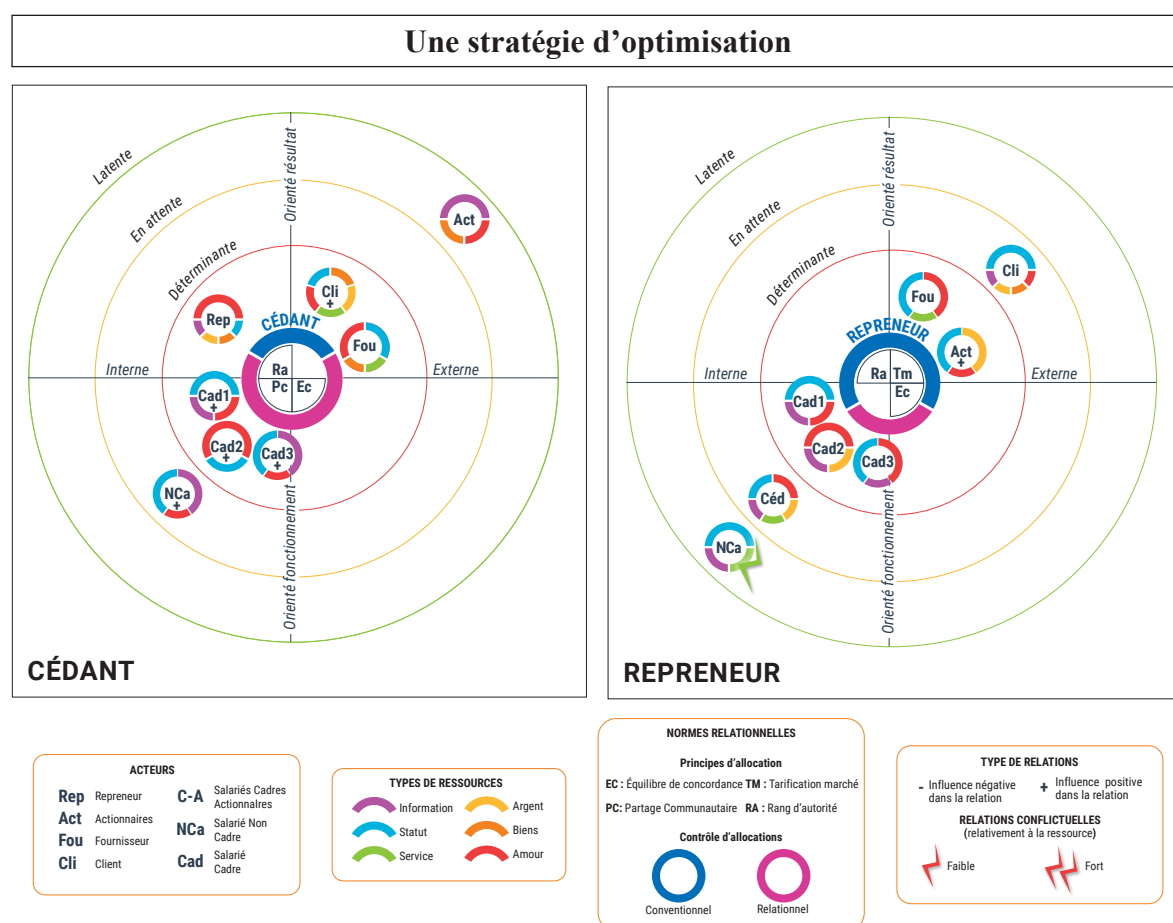 Une stratégie d'optimisation
Latente
En attente
Déterminante
Orienté résultat
Act
Cli
+
Rep
CÉDANT
Fou
Interne
Ra
Pc
Ec
Externe
Cad1
+
Cad2
+
Cad3
+
NCa
+
Orienté fonctionnement
CÉDANT
Latente
En attente
Déterminante
Orienté résultat
Cli
Fou
REPRENEUR
Act
+
Interne
Ra
Tm
Ec
Externe
Cad1
Cad2
Cad3
Céd
NCa
Orienté fonctionnement
REPRENEUR
ACTEURS
Rep Repreneur
Act Actionnaires
Fou Fournisseur
Cli Client
C-A Salariés Cadres
Actionnaires
NCa Salarié Non
Cadre
Cad Salarié
Cadre
TYPES DE RESSOURCES
Information
Statut
Service
Argent
Biens
Amour
NORMES RELATIONNELLES
Principes d'allocation
EC : Équilibre de concordance TM : Tarification marché
PC: Partage Communautaire RA : Rang d'autorité
Contrôle d'allocations
Conventionnel
Relationnel
TYPE DE RELATIONS
- Influence négative
dans la relation
+ Influence positive
dans la relation
RELATIONS CONFLICTUELLES
(relativement à la ressource)
Faible
Fort